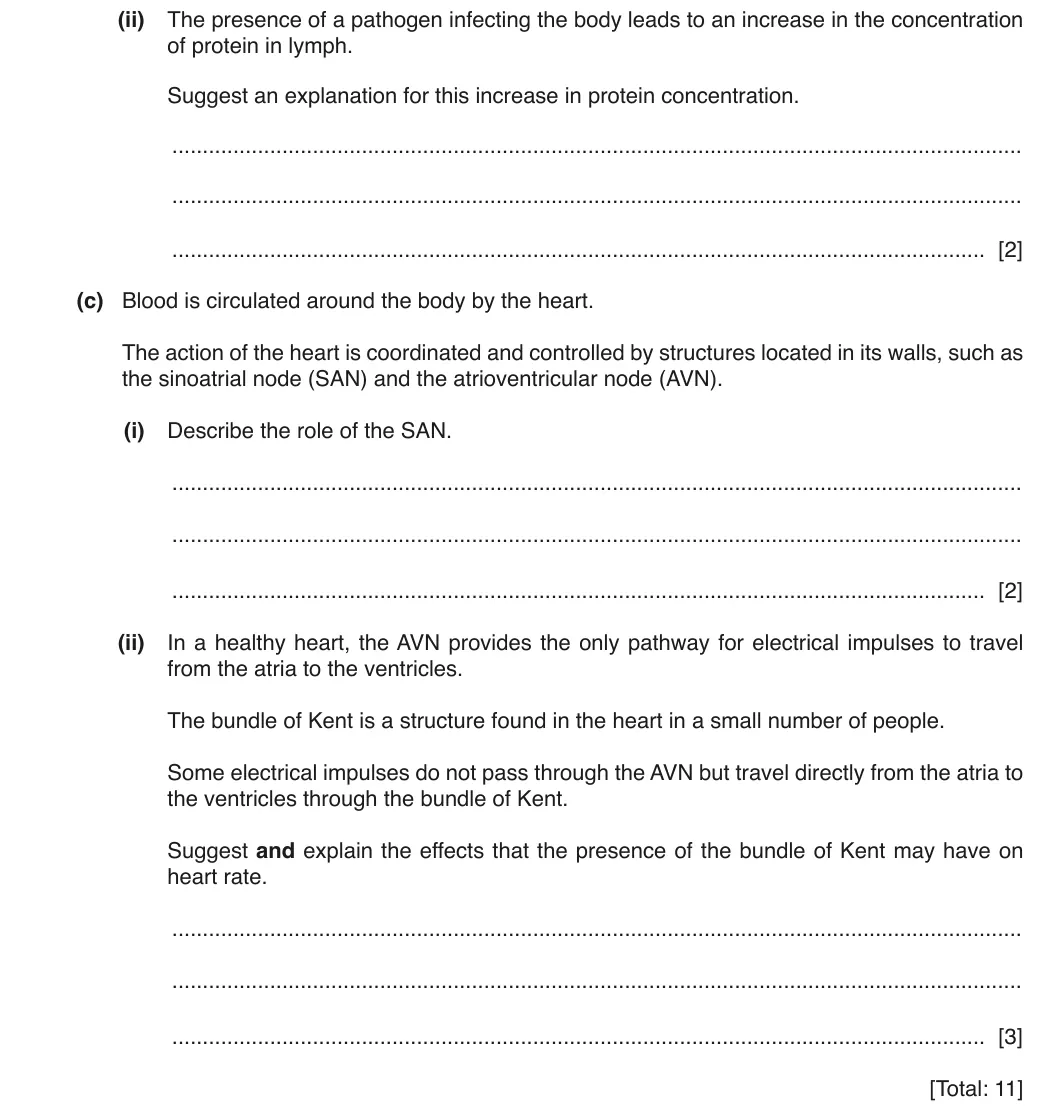 (ii) The presence of a pathogen infecting the body leads to an increase in the concentration
of protein in lymph.
Suggest an explanation for this increase in protein concentration.
..........................................................................................................................................
..........................................................................................................................................
.................................................................................................................................... [2]
(c) Blood is circulated around the body by the heart.
The action of the heart is coordinated and controlled by structures located in its walls, such as
the sinoatrial node (SAN) and the atrioventricular node (AVN).
(i) Describe the role of the SAN.
..........................................................................................................................................
..........................................................................................................................................
.................................................................................................................................... [2]
(ii) In a healthy heart, the AVN provides the only pathway for electrical impulses to travel
from the atria to the ventricles.
The bundle of Kent is a structure found in the heart in a small number of people.
Some electrical impulses do not pass through the AVN but travel directly from the atria to
the ventricles through the bundle of Kent.
Suggest and explain the effects that the presence of the bundle of Kent may have on
heart rate.
..........................................................................................................................................
..........................................................................................................................................
.................................................................................................................................... [3]
[Total: 11]